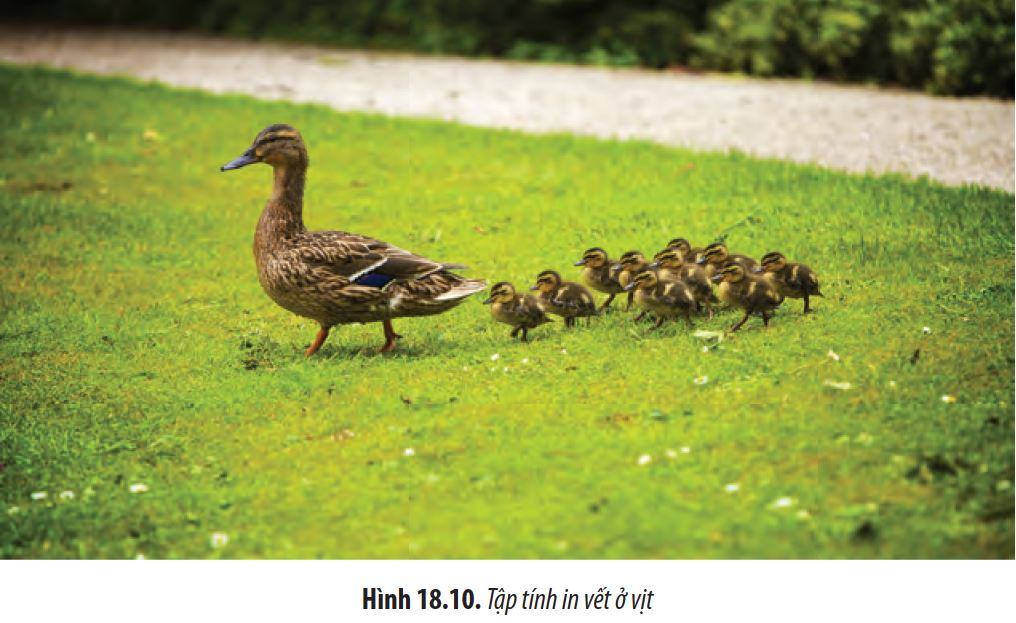 Hình 18.10. Tập tính in vết ở vịt